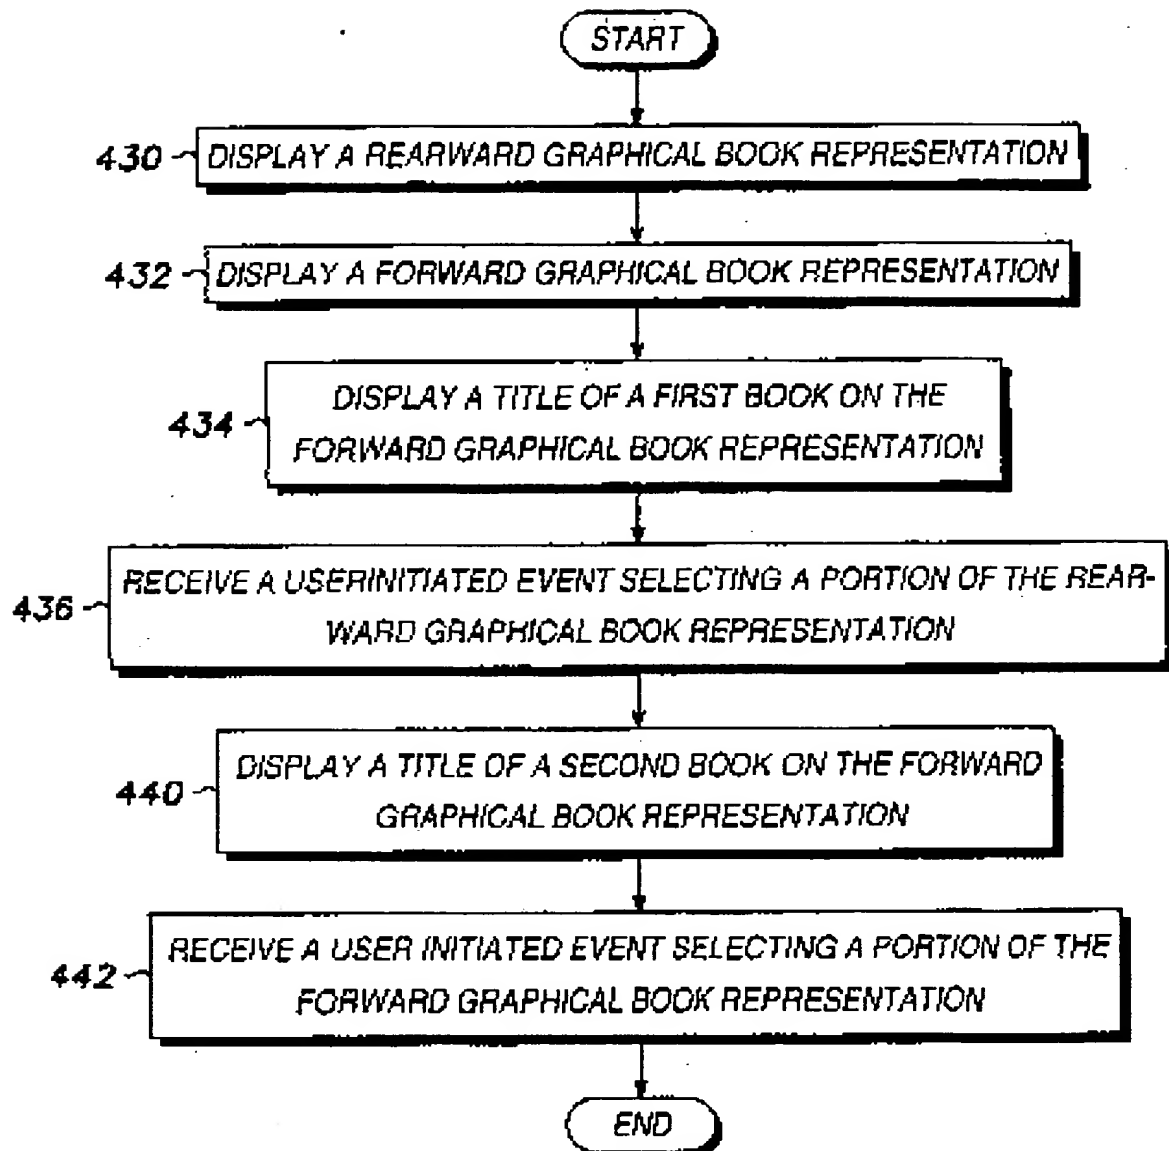 START
430 DISPLAY A REARWARD GRAPHICAL BOOK REPRESENTATION
432 DISPLAY A FORWARD GRAPHICAL BOOK REPRESENTATION
434 DISPLAY A TITLE OF A FIRST BOOK ON THE
FORWARD GRAPHICAL BOOK REPRESENTATION
436 RECEIVE A USERINITIATED EVENT SELECTING A PORTION OF THE REAR-
WARD GRAPHICAL BOOK REPRESENTATION
440 DISPLAY A TITLE OF A SECOND BOOK ON THE FORWARD
GRAPHICAL BOOK REPRESENTATION
442 RECEIVE A USER INITIATED EVENT SELECTING A PORTION OF THE
FORWARD GRAPHICAL BOOK REPRESENTATION
END